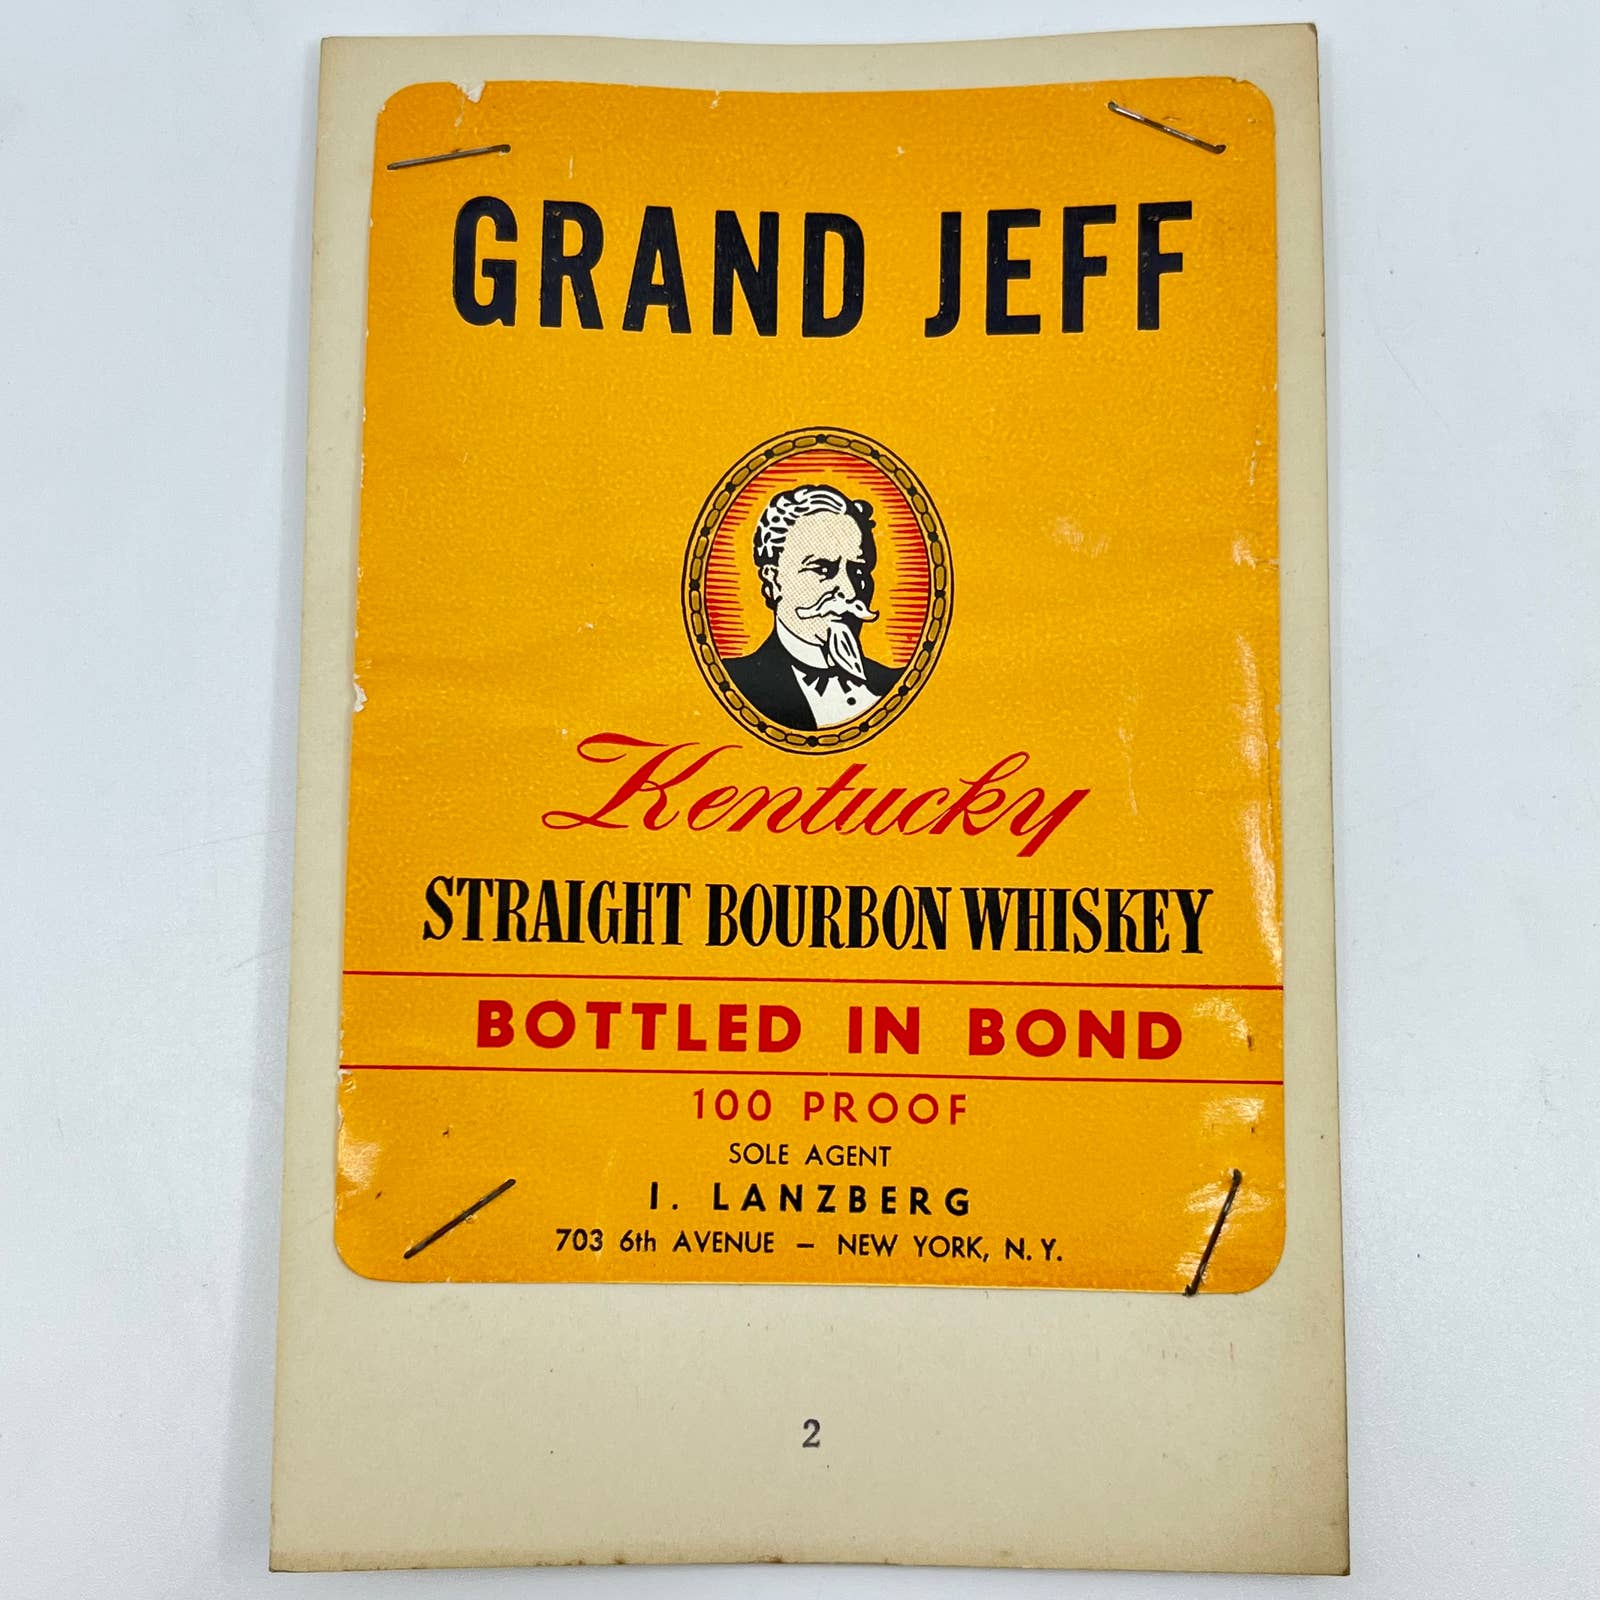 GRAND JEFF
Kentucky
STRAIGHT BOURBON WHISKEY
BOTTLED IN BOND
100 PROOF
SOLE AGENT
I. LANZBERG
703 6th AVENUE – NEW YORK, N. Y.
2